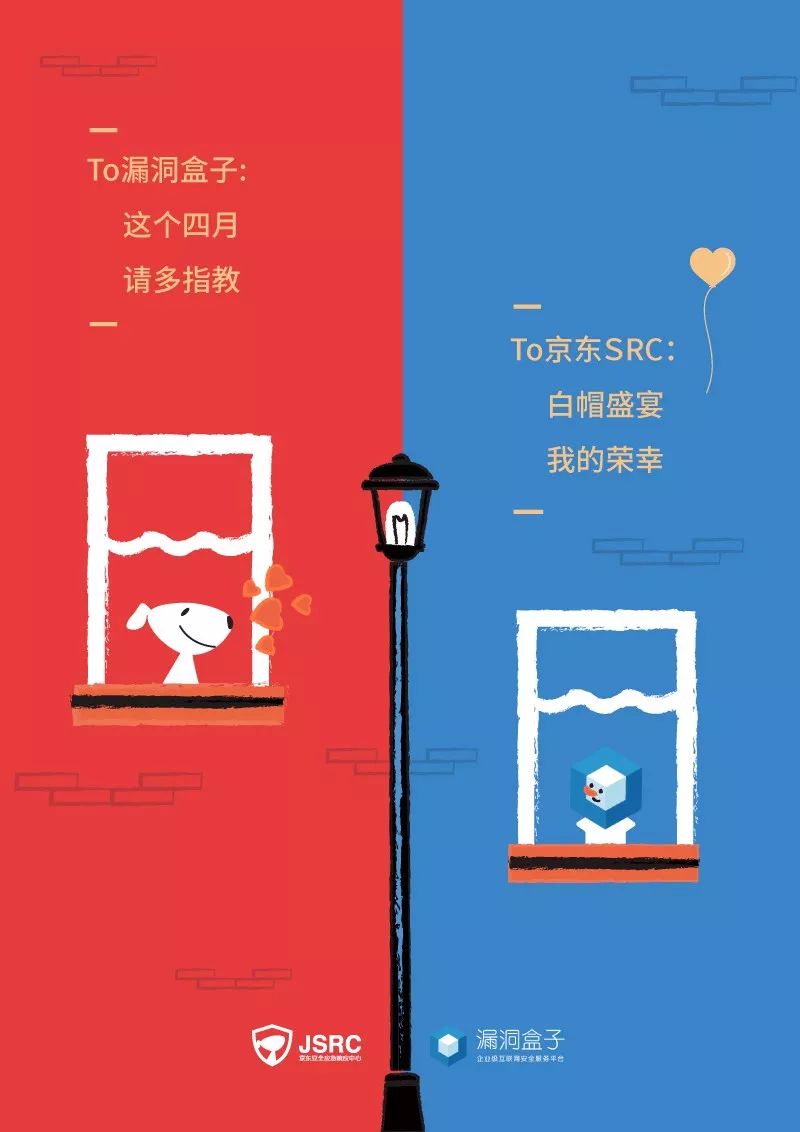 To漏洞盒子:
这个四月
请多指教
To京东SRC:
白帽盛宴
我的荣幸
JSRC
京东安全应急响应中心
漏洞盒子
企业级互联网安全服务平台